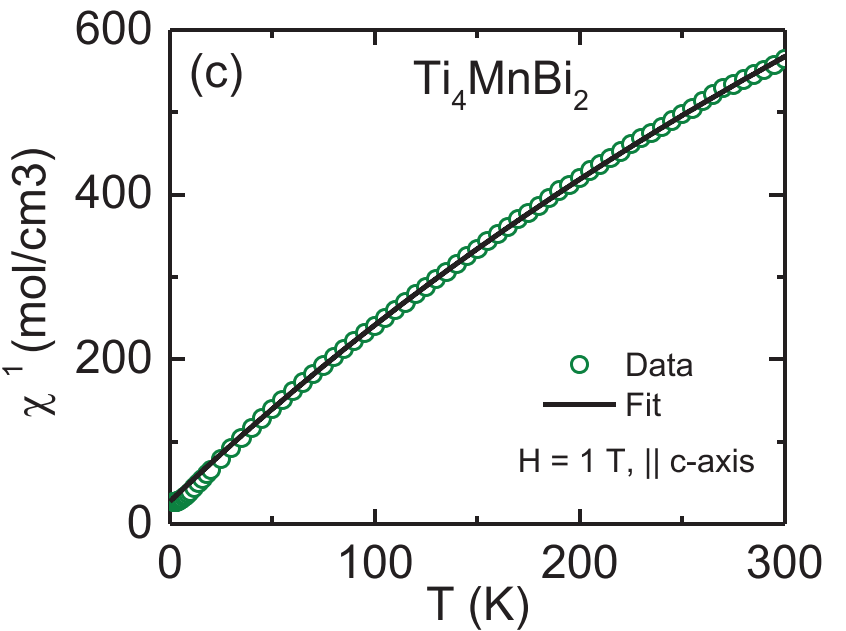 600
(c)
Ti₄MnBi₂
400
χ ¹ (mol/cm3)
200
Data
Fit
H = 1 T, || c-axis
0
0 100 200 300
T (K)